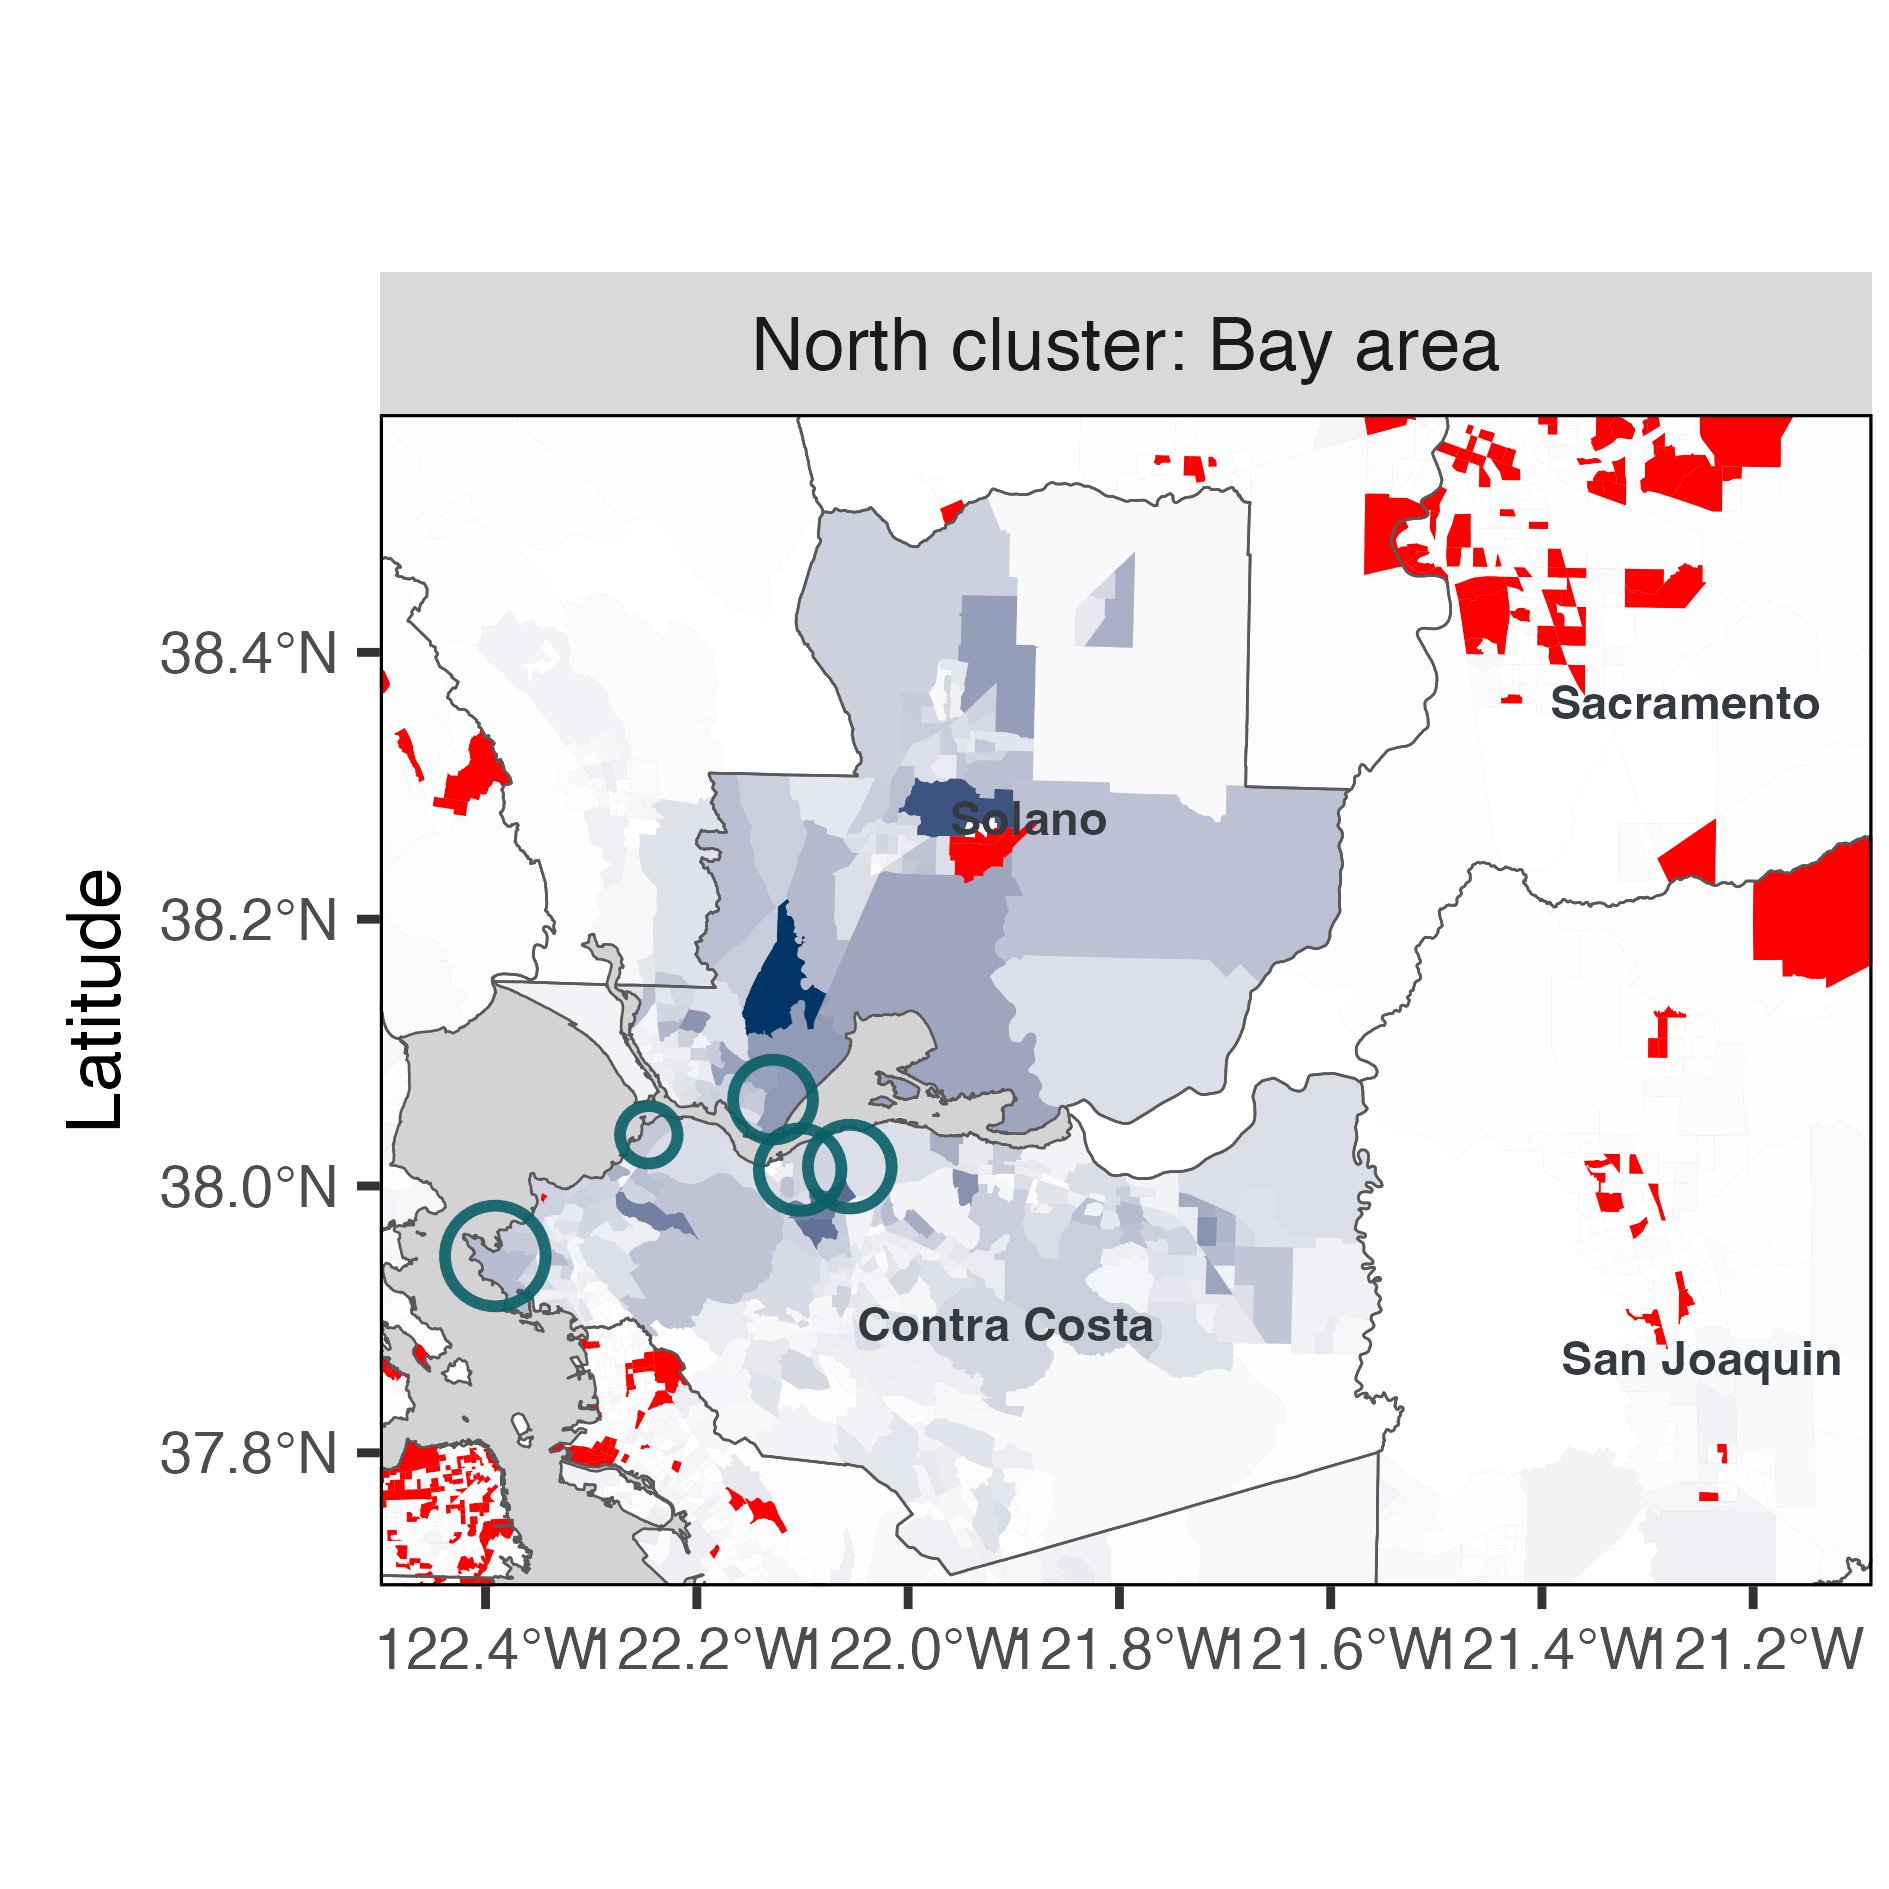 North cluster: Bay area
Latitude
38.4°N
38.2°N
38.0°N
37.8°N
Sacramento
Solano
Contra Costa
San Joaquin
122.4°W 122.2°W 122.0°W 121.8°W 121.6°W 121.4°W 121.2°W